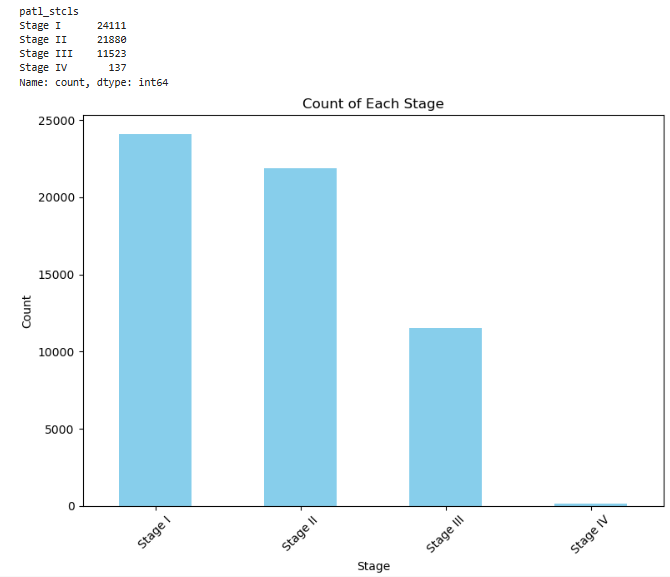 patl_stcls
Stage I 24111
Stage II 21880
Stage III 11523
Stage IV 137
Name: count, dtype: int64
Count of Each Stage
25000
20000
15000
10000
5000
0
Count
Stage I
Stage II
Stage III
Stage IV
Stage